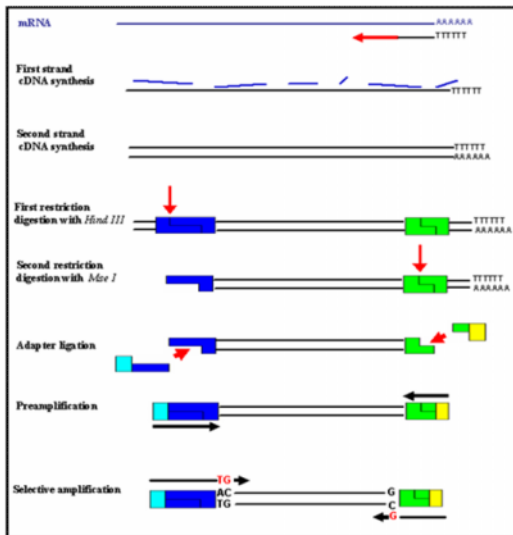 mRNA
AAAAAA
TTTTTT
First strand
cDNA synthesis
TTTTTT
Second strand
cDNA synthesis
TTTTTT
AAAAAA
First restriction
digestion with Hind III
TTTTTT
AAAAAA
Second restriction
digestion with Mse I
TTTTTT
AAAAAA
Adapter ligation
Preamplification
TG
Selective amplification
AC
G
TG
C
G